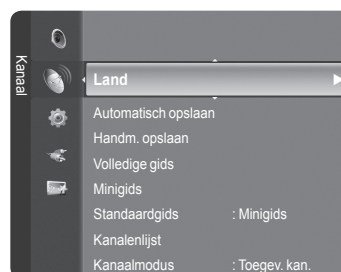 Kanaal
Land
Automatisch opslaan
Handm. opslaan
Volledige gids
Minigids
Standaardgids : Minigids
Kanalenlijst
Kanaalmodus : Toegev. kan.